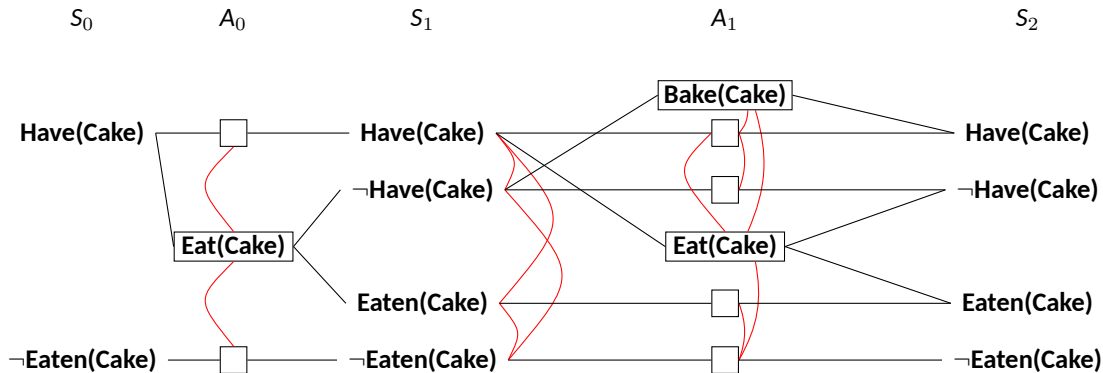 S₀ A₀ S₁ A₁ S₂
Bake(Cake)
Have(Cake) Have(Cake) Have(Cake)
¬Have(Cake) ¬Have(Cake)
Eat(Cake) Eat(Cake)
Eaten(Cake) Eaten(Cake)
¬Eaten(Cake) ¬Eaten(Cake) ¬Eaten(Cake)